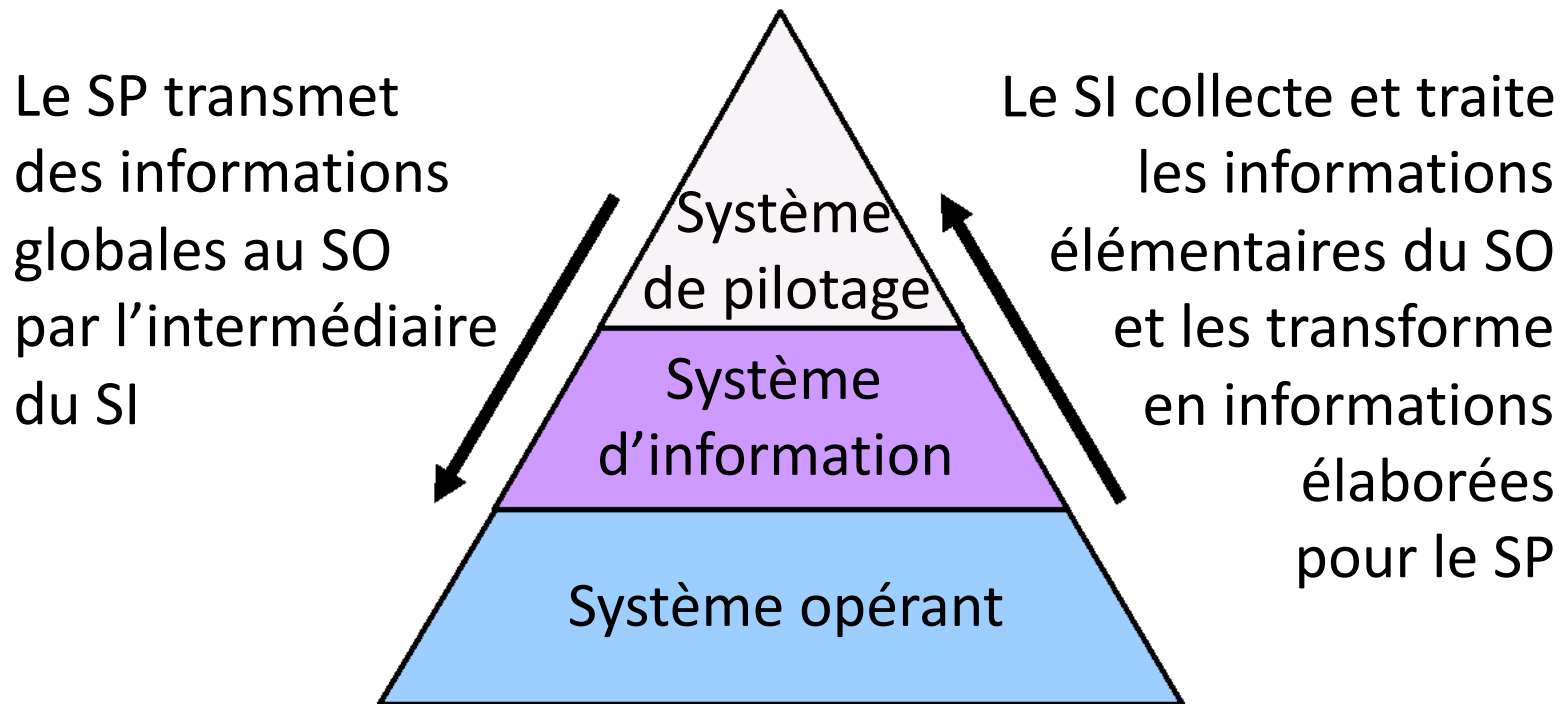 Le SP transmet
des informations
globales au SO
par l’intermédiaire
du SI
Système
de pilotage
Système
d’information
Système opérant
Le SI collecte et traite
les informations
élémentaires du SO
et les transforme
en informations
élaborées
pour le SP